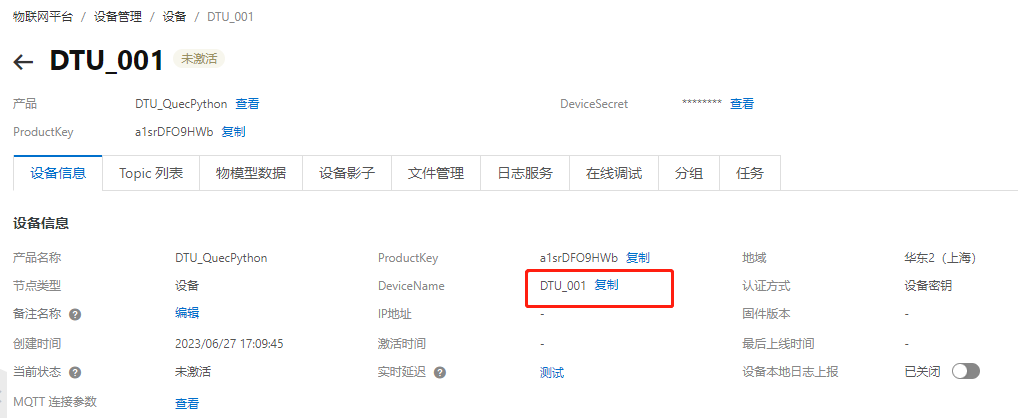 物联网平台 / 设备管理 / 设备 / DTU_001
← DTU_001 未激活
产品 DTU_QuecPython 查看 DeviceSecret ******** 查看
ProductKey a1srDFO9HWb 复制
设备信息 Topic 列表 物模型数据 设备影子 文件管理 日志服务 在线调试 分组 任务
设备信息
产品名称 DTU_QuecPython ProductKey a1srDFO9HWb 复制 地域 华东2（上海）
节点类型 设备 DeviceName DTU_001 复制 认证方式 设备密钥
备注名称 ? 编辑 IP地址 - 固件版本 -
创建时间 2023/06/27 17:09:45 激活时间 - 最后上线时间 -
当前状态 ? 未激活 实时延迟 ? 测试 设备本地日志上报 已关闭
MQTT 连接参数 查看